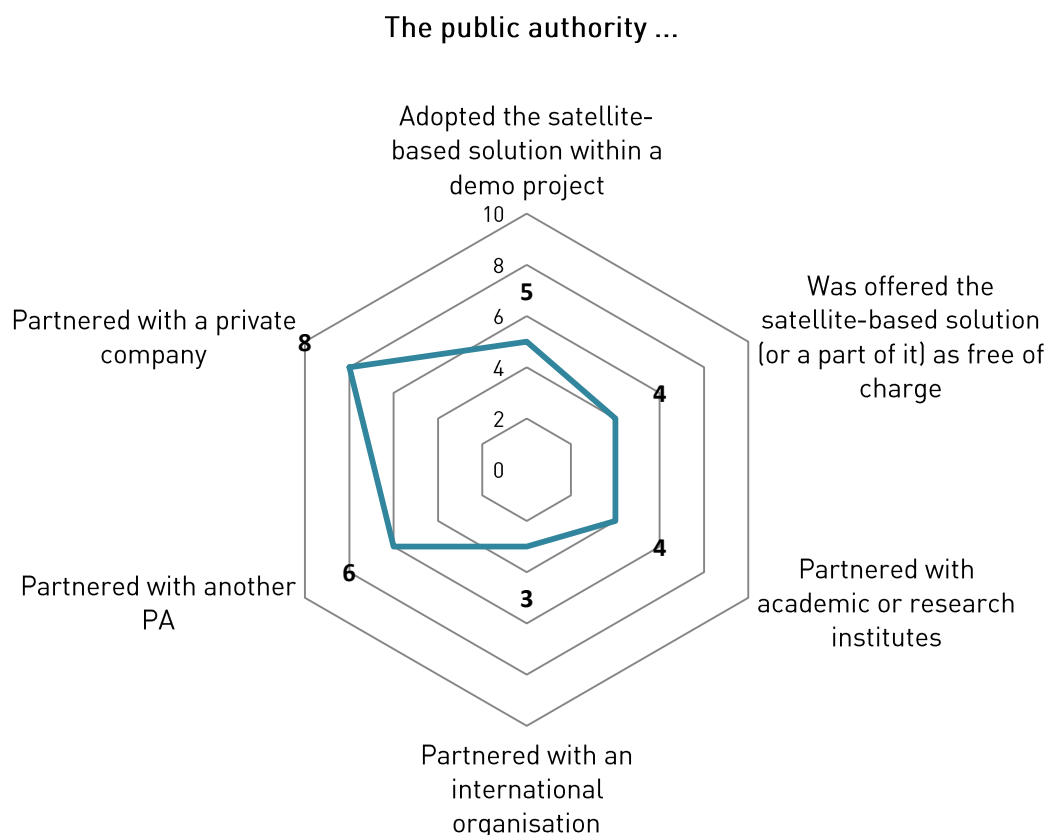 The public authority ...
Adopted the satellite-
based solution within a
demo project
10
8
5
6
4
2
0
Was offered the
satellite-based solution
(or a part of it) as free of
charge
4
Partnered with a private
company
8
Partnered with another
PA
6
4
3
Partnered with
academic or research
institutes
Partnered with an
international
organisation